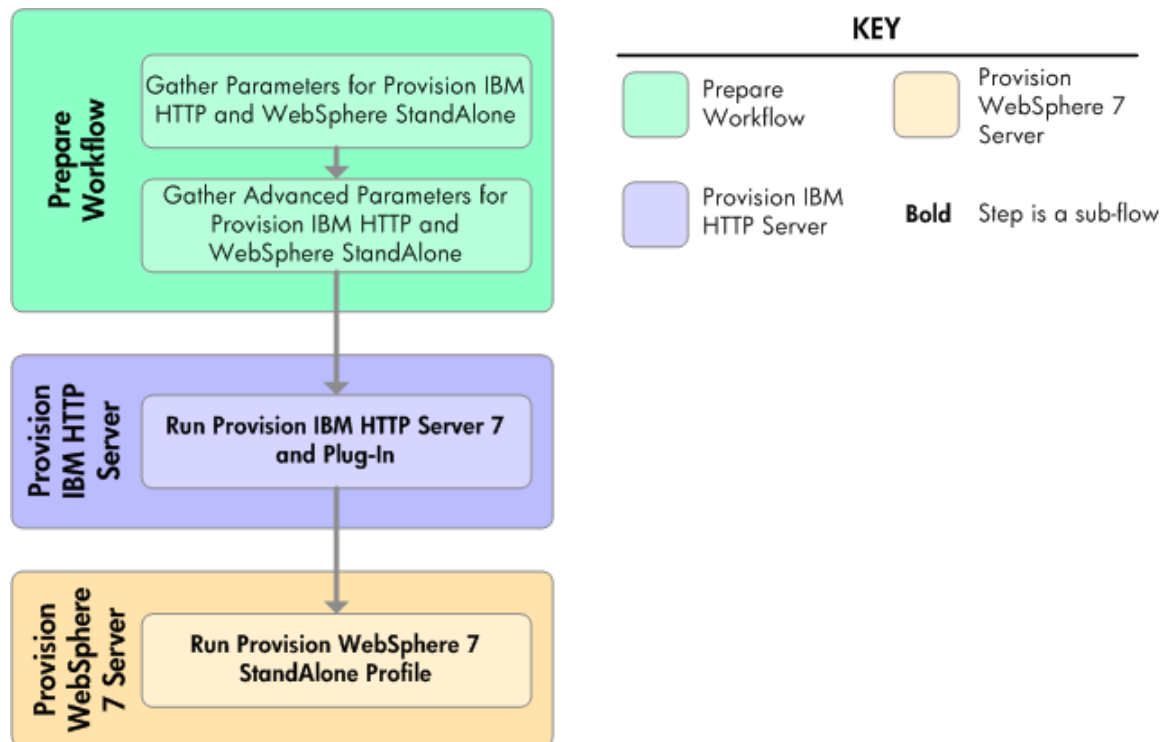 Prepare
Workflow
Gather Parameters for Provision IBM
HTTP and WebSphere StandAlone
Gather Advanced Parameters for
Provision IBM HTTP and
WebSphere StandAlone
Provision
IBM HTTP
Server
Run Provision IBM HTTP Server 7
and Plug-In
Provision
WebSphere
7 Server
Run Provision WebSphere 7
StandAlone Profile
KEY
Prepare
Workflow
Provision
WebSphere 7
Server
Provision IBM
HTTP Server
Bold Step is a sub-flow